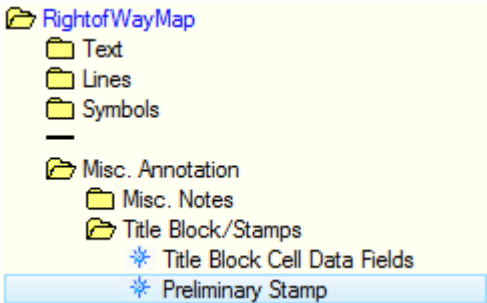 RightofWayMap
Text
Lines
Symbols
Misc. Annotation
Misc. Notes
Title Block/Stamps
Title Block Cell Data Fields
Preliminary Stamp